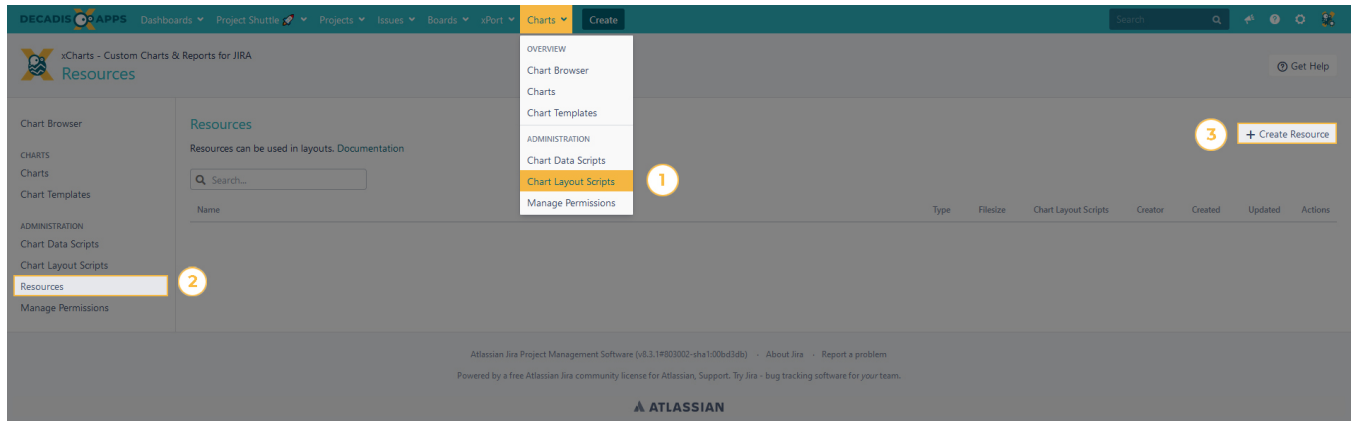 DECADIS APPS Dashboards Project Shuttle Projects Issues Boards xPort Charts Create Search
xCharts - Custom Charts & Reports for JIRA
Resources
Get Help
OVERVIEW
Chart Browser
Charts
Chart Templates
ADMINISTRATION
Chart Data Scripts
Chart Layout Scripts
Manage Permissions
1
Chart Browser
CHARTS
Charts
Chart Templates
ADMINISTRATION
Chart Data Scripts
Chart Layout Scripts
Resources
Manage Permissions
2
Resources
Resources can be used in layouts. Documentation
Search...
3
+ Create Resource
Name Type Filesize Chart Layout Scripts Creator Created Updated Actions
Atlassian Jira Project Management Software (v8.3.1#803002-sha1:00bd3db) · About Jira · Report a problem
Powered by a free Atlassian Jira community license for Atlassian, Support. Try Jira - bug tracking software for your team.
ATLASSIAN